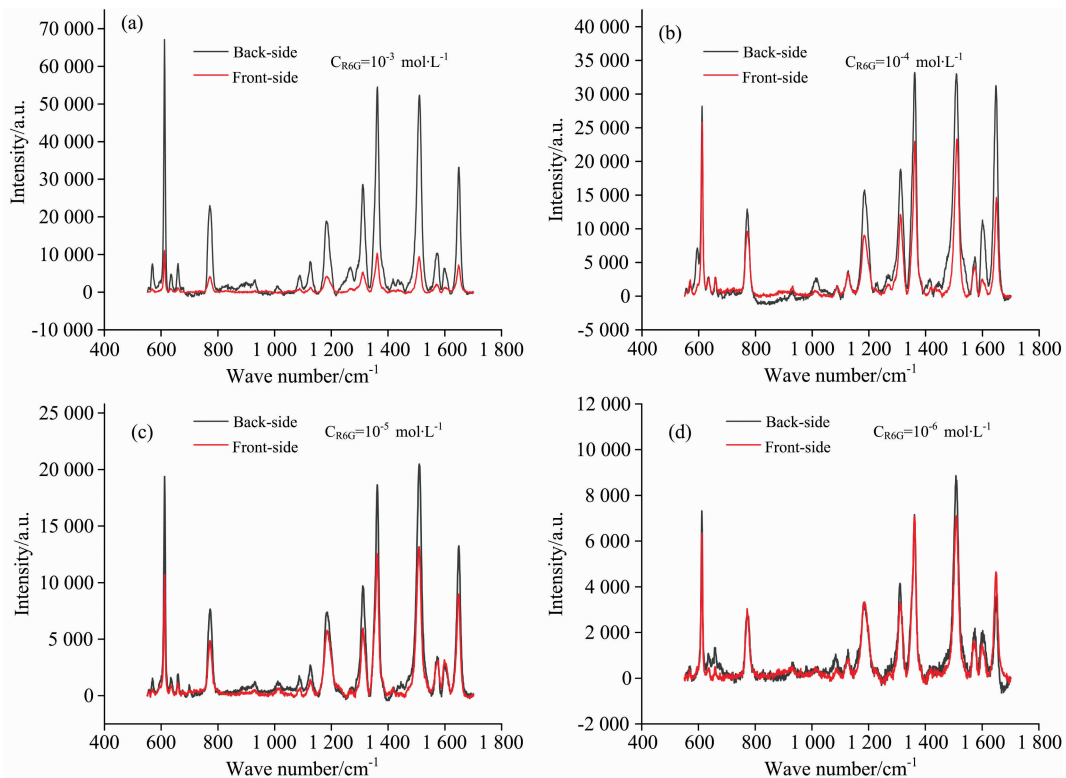 (a)
Back-side
Front-side
C_R6G=10⁻³ mol·L⁻¹
Intensity/a.u.
70 000
60 000
50 000
40 000
30 000
20 000
10 000
0
-10 000
400 600 800 1 000 1 200 1 400 1 600 1 800
Wave number/cm⁻¹
(b)
Back-side
Front-side
C_R6G=10⁻⁴ mol·L⁻¹
Intensity/a.u.
40 000
35 000
30 000
25 000
20 000
15 000
10 000
5 000
0
-5 000
400 600 800 1 000 1 200 1 400 1 600 1 800
Wave number/cm⁻¹
(c)
Back-side
Front-side
C_R6G=10⁻⁵ mol·L⁻¹
Intensity/a.u.
25 000
20 000
15 000
10 000
5 000
0
400 600 800 1 000 1 200 1 400 1 600 1 800
Wave number/cm⁻¹
(d)
Back-side
Front-side
C_R6G=10⁻⁶ mol·L⁻¹
Intensity/a.u.
12 000
10 000
8 000
6 000
4 000
2 000
0
-2 000
400 600 800 1 000 1 200 1 400 1 600 1 800
Wave number/cm⁻¹